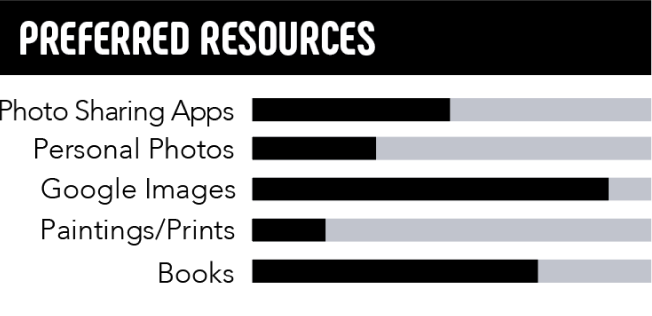 PREFERRED RESOURCES
Photo Sharing Apps
Personal Photos
Google Images
Paintings/Prints
Books